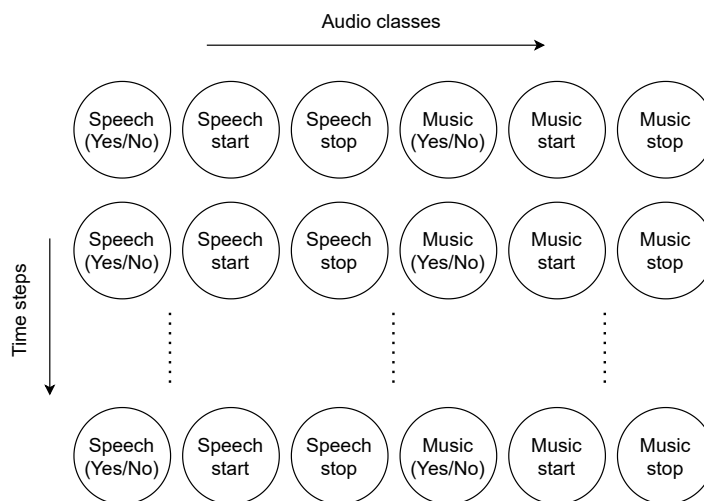 Audio classes
Speech
(Yes/No)
Speech
start
Speech
stop
Music
(Yes/No)
Music
start
Music
stop
Speech
(Yes/No)
Speech
start
Speech
stop
Music
(Yes/No)
Music
start
Music
stop
Time steps
Speech
(Yes/No)
Speech
start
Speech
stop
Music
(Yes/No)
Music
start
Music
stop